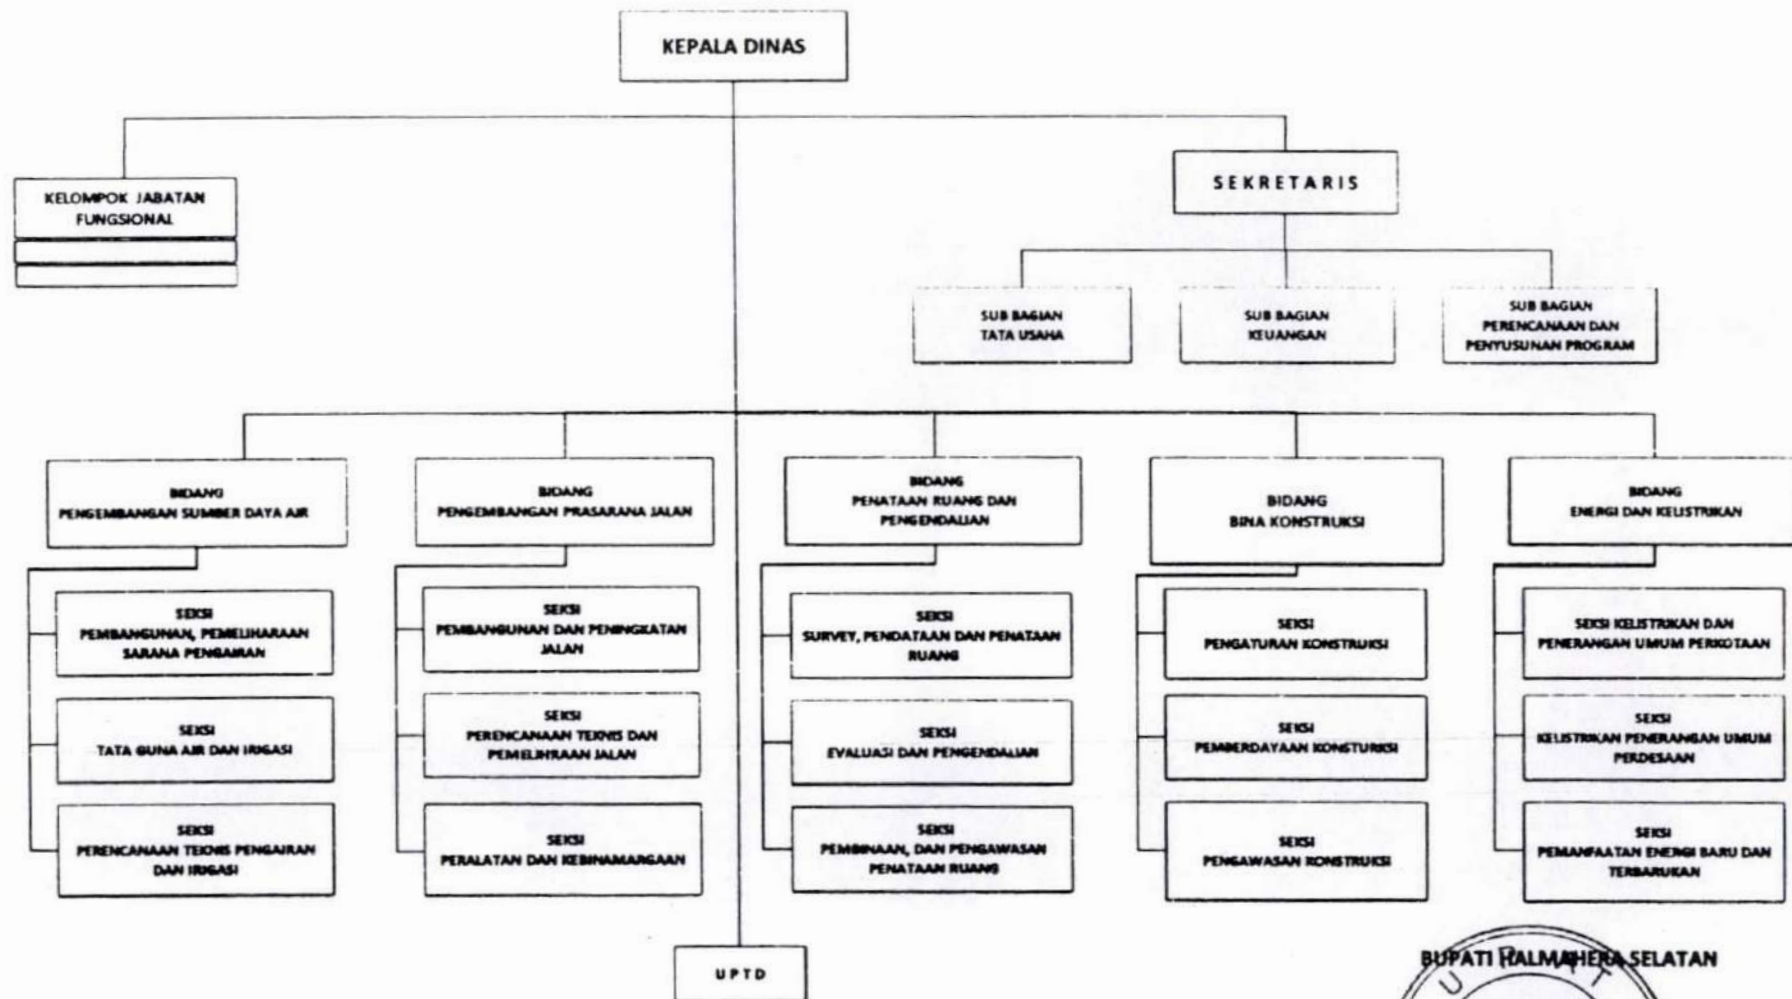 KEPALA DINAS
KELOMPOK JABATAN
FUNGSIONAL
SEKRETARIS
SUB BAGIAN
TATA USAHA
SUB BAGIAN
KEUANGAN
SUB BAGIAN
PERENCANAAN DAN
PENYUSUNAN PROGRAM
BIDANG
PENGEMBANGAN SUMBER DAYA AIR
BIDANG
PENGEMBANGAN PRASARANA JALAN
BIDANG
PENATAAN RUANG DAN
PENGENDALIAN
BIDANG
BINA KONSTRUKSI
BIDANG
ENERGI DAN KELISTRIKAN
SEKSI
PEMBANGUNAN, PEMELIHARAAN
SARANA PENGAIRAN
SEKSI
TATA GUNA AIR DAN IRIGASI
SEKSI
PERENCANAAN TEKNIS PENGAIRAN
DAN IRIGASI
SEKSI
PEMBANGUNAN DAN PENINGKATAN
JALAN
SEKSI
PERENCANAAN TEKNIS DAN
PEMELIHRAAN JALAN
SEKSI
PERALATAN DAN KEBINAMARGAAN
SEKSI
SURVEY, PENDATAAN DAN PENATAAN
RUANG
SEKSI
EVALUASI DAN PENGENDALIAN
SEKSI
PEMBINAAN, DAN PENGAWASAN
PENATAAN RUANG
SEKSI
PENGATURAN KONSTRUKSI
SEKSI
PEMBERDAYAAN KONSTURKSI
SEKSI
PENGAWASAN KONSTRUKSI
SEKSI KELISTRIKAN DAN
PENERANGAN UMUM PERKOTAAN
SEKSI
KELISTRIKAN PENERANGAN UMUM
PERDESAAN
SEKSI
PEMANFAATAN ENERGI BARU DAN
TERBARUKAN
UPTD
BUPATI HALMAHERA SELATAN